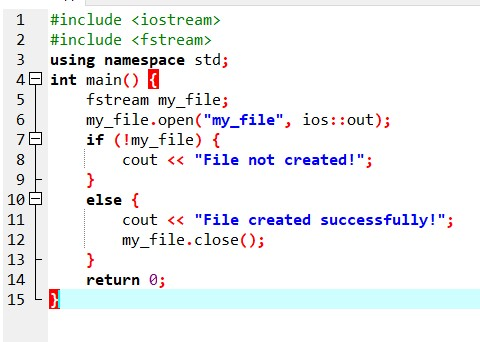 1 #include <iostream>
2 #include <fstream>
3 using namespace std;
4 int main() {
5     fstream my_file;
6     my_file.open("my_file", ios::out);
7     if (!my_file) {
8         cout << "File not created!";
9     }
10     else {
11         cout << "File created successfully!";
12         my_file.close();
13     }
14     return 0;
15 }